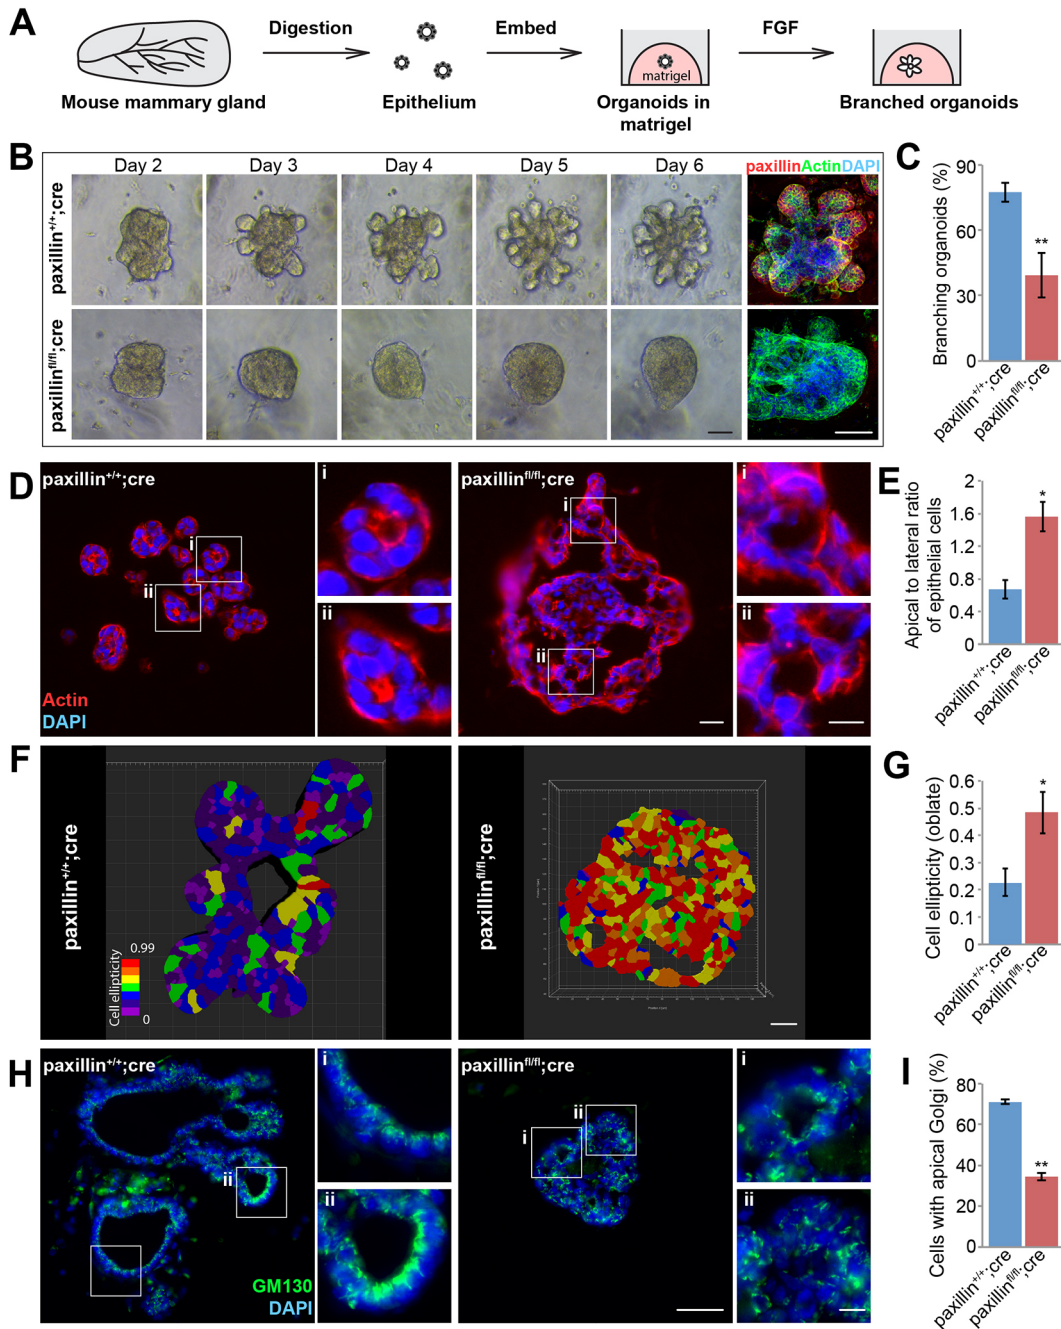 A
Digestion
Embed
FGF
matrigel
Mouse mammary gland
Epithelium
Organoids in
matrigel
Branched organoids
B
Day 2
Day 3
Day 4
Day 5
Day 6
paxillinActinDAPI
paxillin+/+;cre
paxillinfl/fl;cre
C
Branching organoids (%)
90
60
30
0
**
paxillin+/+;cre
paxillinfl/fl;cre
D
paxillin+/+;cre
i
ii
Actin
DAPI
i
ii
paxillinfl/fl;cre
i
ii
i
ii
E
Apical to lateral ratio
of epithelial cells
2
1.6
1.2
0.8
0.4
0
*
paxillin+/+;cre
paxillinfl/fl;cre
F
paxillin+/+;cre
Cell ellipticity
0.99
0
paxillinfl/fl;cre
G
Cell ellipticity (oblate)
0.6
0.5
0.4
0.3
0.2
0.1
0
*
paxillin+/+;cre
paxillinfl/fl;cre
H
paxillin+/+;cre
ii
GM130
DAPI
i
ii
paxillinfl/fl;cre
i
ii
i
ii
I
Cells with apical Golgi (%)
80
60
40
20
0
**
paxillin+/+;cre
paxillinfl/fl;cre